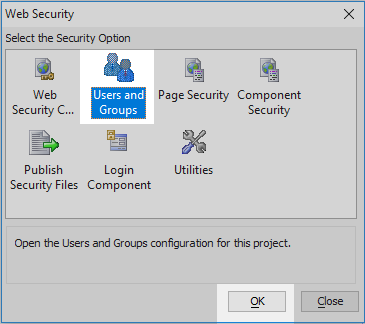 Web Security
Select the Security Option
Web
Security C...
Users and
Groups
Page Security
Component
Security
Publish
Security Files
Login
Component
Utilities
Open the Users and Groups configuration for this project.
OK
Close